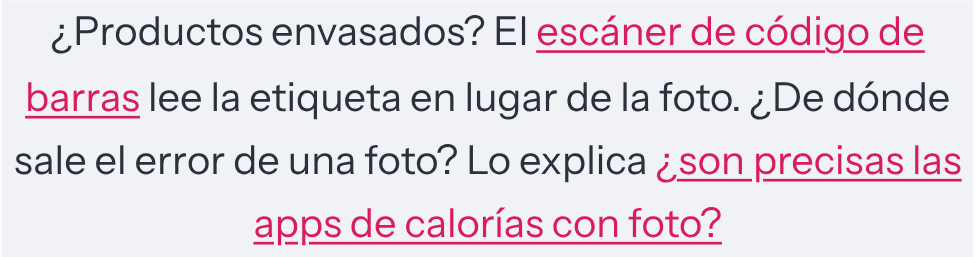 ¿Productos envasados? El escáner de código de
barras lee la etiqueta en lugar de la foto. ¿De dónde
sale el error de una foto? Lo explica ¿son precisas las
apps de calorías con foto?